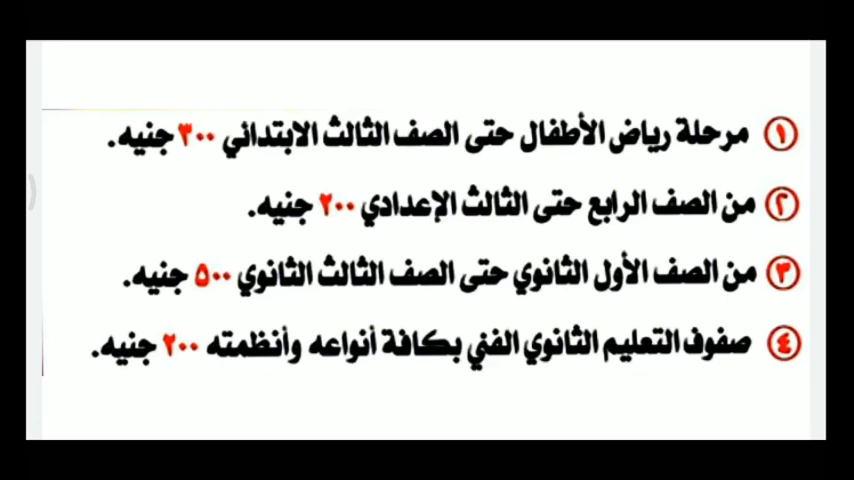 ١ مرحلة رياض الأطفال حتى الصف الثالث الابتدائي ٣٠٠ جنيه.
٢ من الصف الرابع حتى الثالث الإعدادي ٢٠٠ جنيه.
٣ من الصف الأول الثانوي حتى الصف الثالث الثانوي ٥٠٠ جنيه.
٤ صفوف التعليم الثانوي الفني بكافة أنواعه وأنظمته ٢٠٠ جنيه.